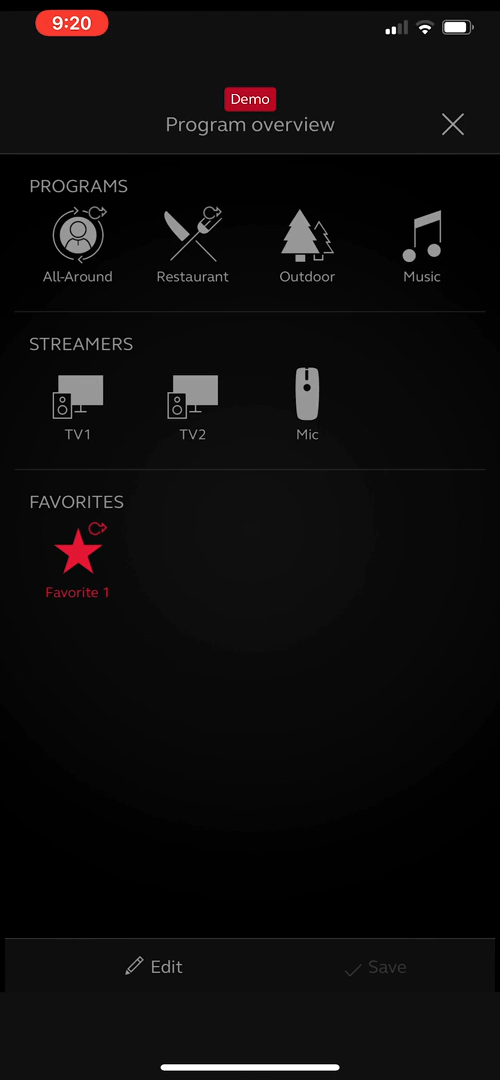 9:20
Demo
Program overview
PROGRAMS
All-Around Restaurant Outdoor Music
STREAMERS
TV1 TV2 Mic
FAVORITES
Favorite 1
Edit Save